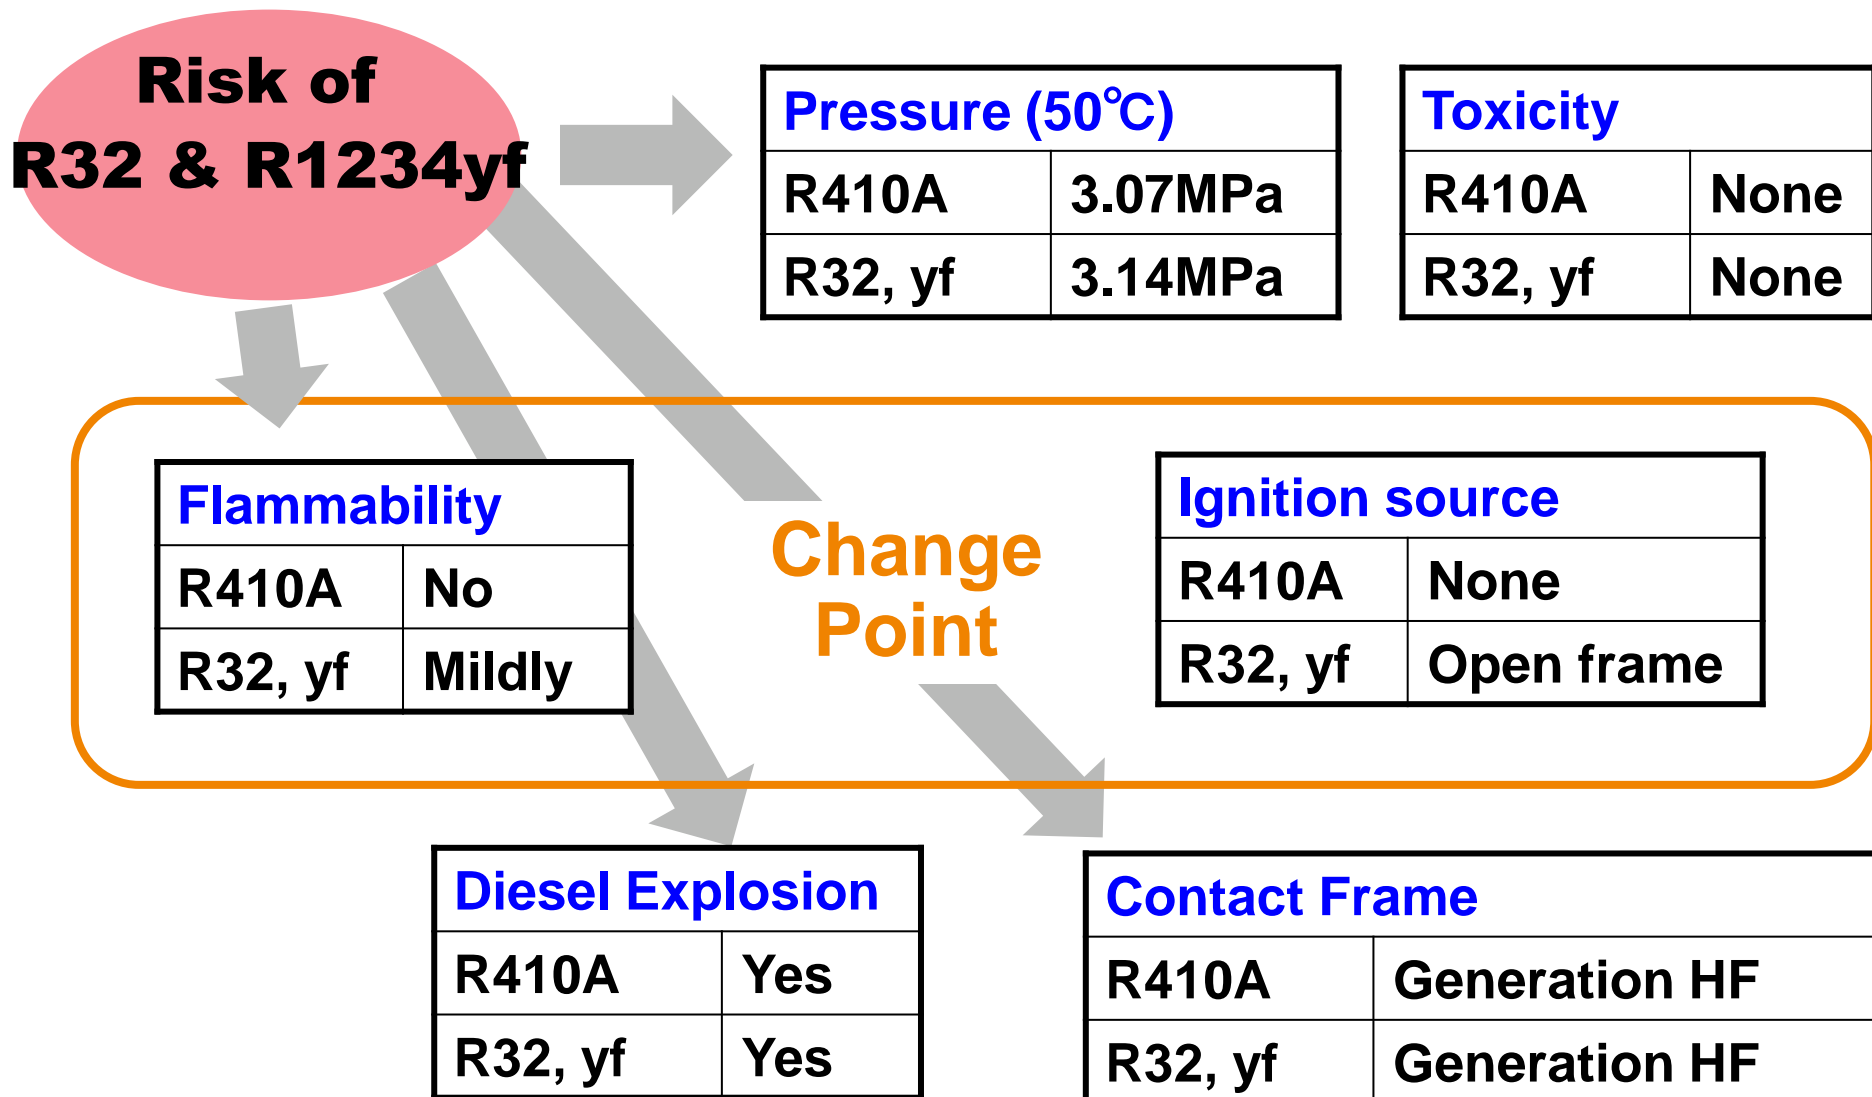 Risk of
R32 & R1234yf
Pressure (50℃)
R410A 3.07MPa
R32, yf 3.14MPa
Toxicity
R410A None
R32, yf None
Flammability
R410A No
R32, yf Mildly
Change
Point
Ignition source
R410A None
R32, yf Open frame
Diesel Explosion
R410A Yes
R32, yf Yes
Contact Frame
R410A Generation HF
R32, yf Generation HF